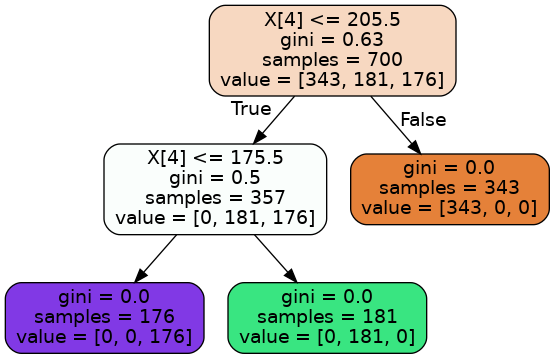 X[4] <= 205.5
gini = 0.63
samples = 700
value = [343, 181, 176]
True
False
X[4] <= 175.5
gini = 0.5
samples = 357
value = [0, 181, 176]
gini = 0.0
samples = 343
value = [343, 0, 0]
gini = 0.0
samples = 176
value = [0, 0, 176]
gini = 0.0
samples = 181
value = [0, 181, 0]